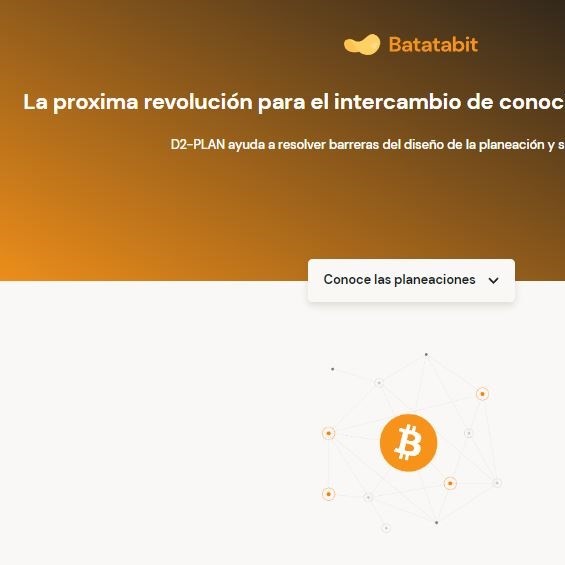 Batatabit
La proxima revolución para el intercambio de conoc
D2-PLAN ayuda a resolver barreras del diseño de la planeación y s
Conoce las planeaciones